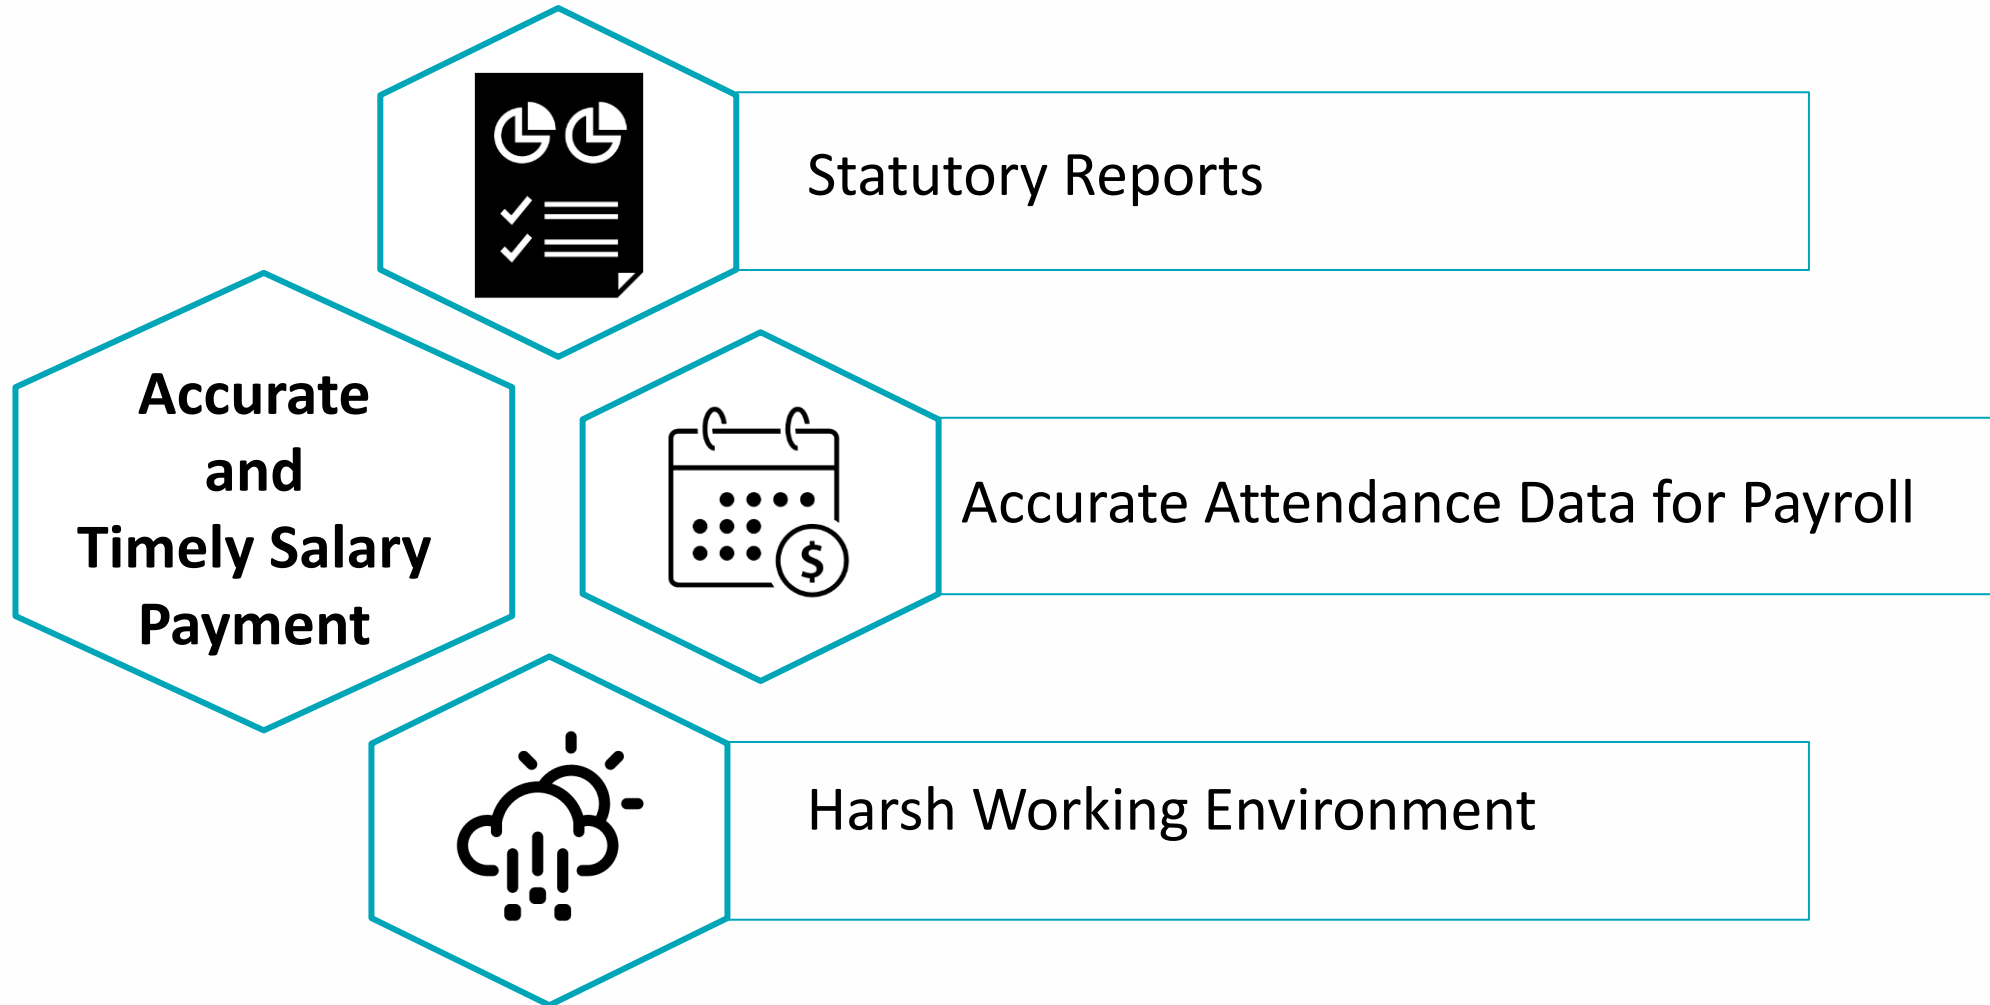 Statutory Reports
Accurate
and
Timely Salary
Payment
$
Accurate Attendance Data for Payroll
Harsh Working Environment